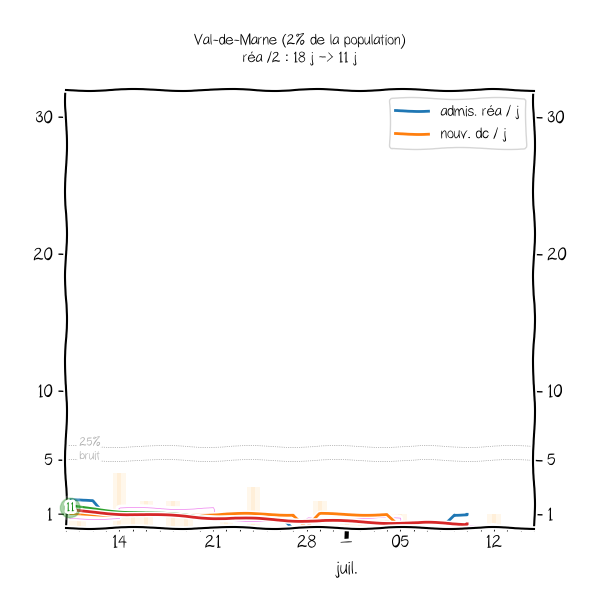 Val-de-Marne (2% de la population)
réa /2 : 18 j -> 11 j
admis. réa / j
nouv. dc / j
30
30
20
20
10
10
25%
bruit
5
5
11
1
1
14
21
28
05
12
juil.